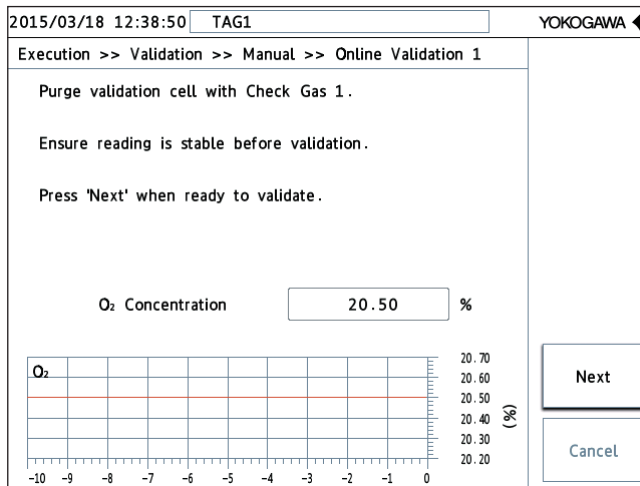 2015/03/18 12:38:50 TAG1 YOKOGAWA
Execution >> Validation >> Manual >> Online Validation 1
Purge validation cell with Check Gas 1.
Ensure reading is stable before validation.
Press 'Next' when ready to validate.
O₂ Concentration 20.50 %
O₂
20.70
20.60
20.50
20.40
20.30
20.20
(%)
-10 -9 -8 -7 -6 -5 -4 -3 -2 -1 0
Next
Cancel